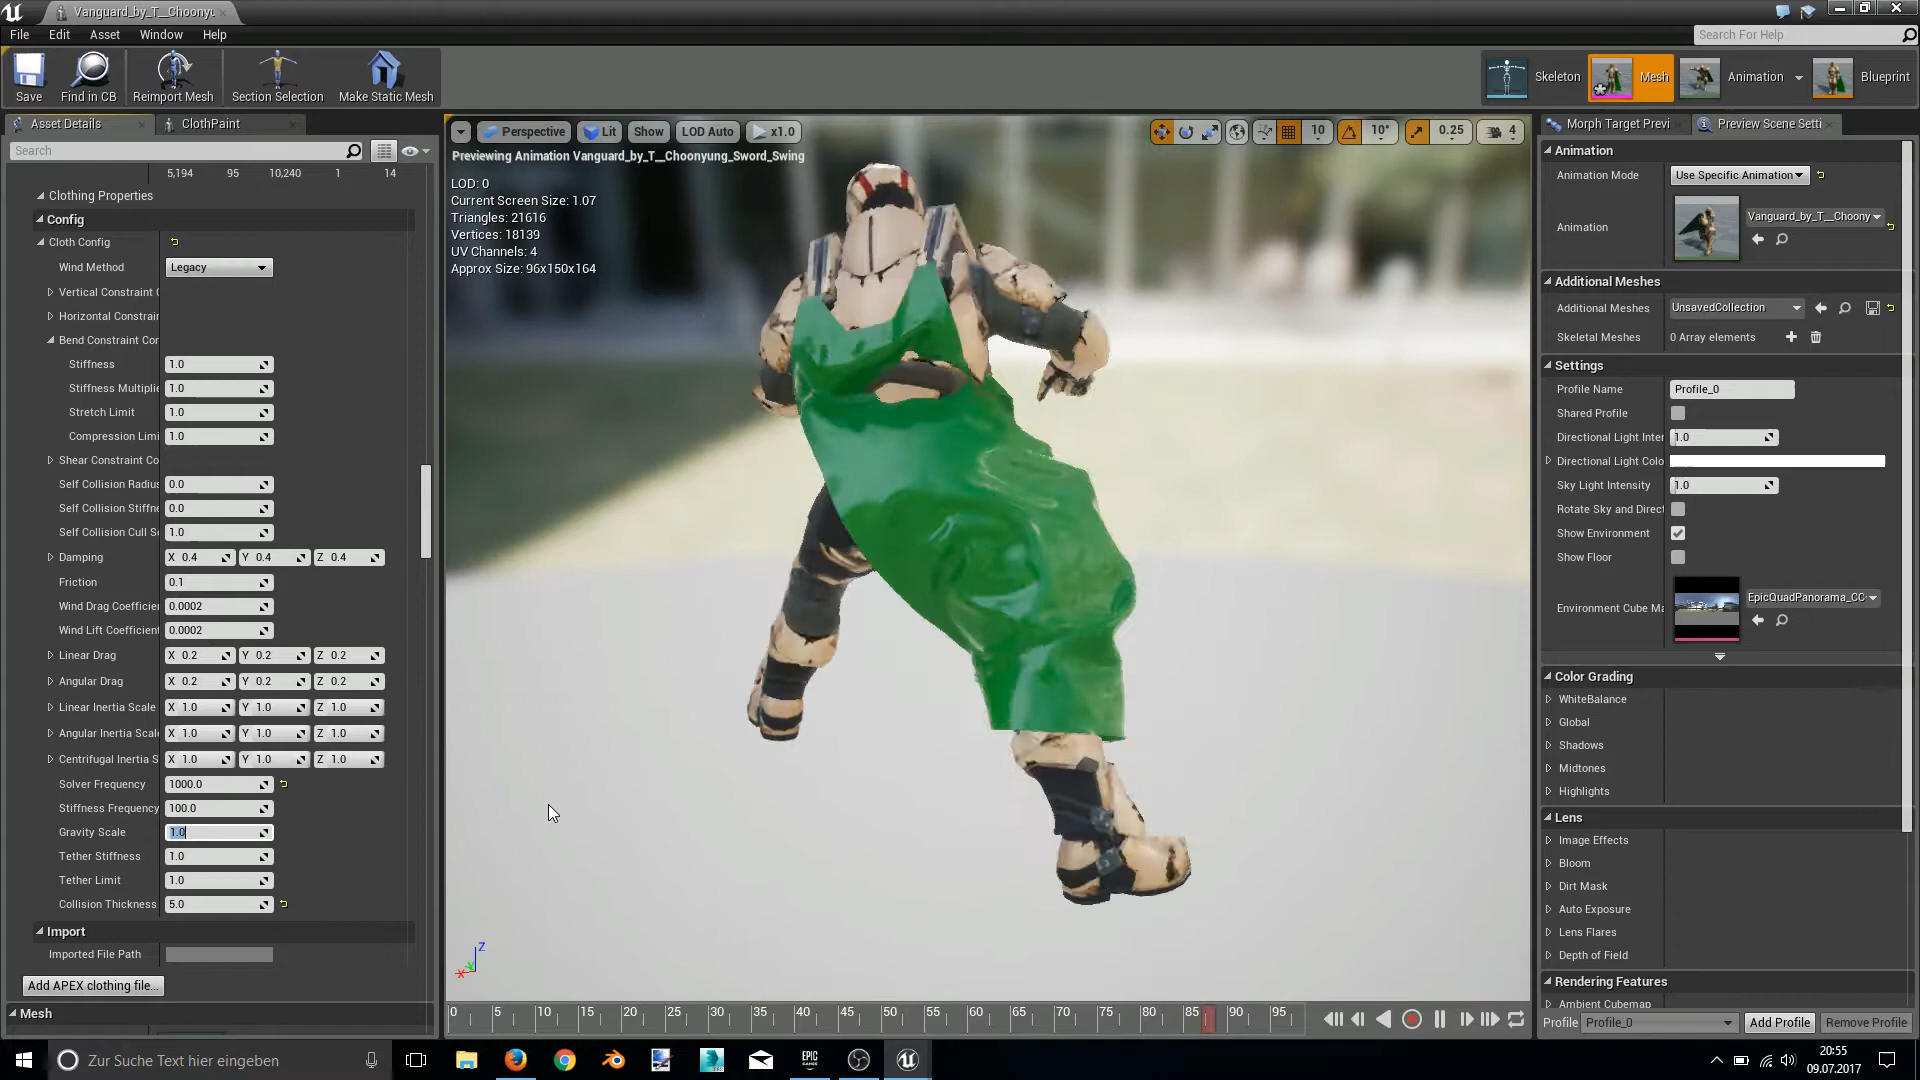 Vanguard_by_T__Choonyu
File Edit Asset Window Help
Search For Help
Save Find in CB Reimport Mesh Section Selection Make Static Mesh
Skeleton Mesh Animation Blueprint
Asset Details ClothPaint
Search
5,194 95 10,240 1 14
Clothing Properties
Config
Cloth Config
Wind Method Legacy
Vertical Constraint C
Horizontal Constrain
Bend Constraint Con
Stiffness 1.0
Stiffness Multiplie 1.0
Stretch Limit 1.0
Compression Limi 1.0
Shear Constraint Co
Self Collision Radius 0.0
Self Collision Stiffne 0.0
Self Collision Cull Sc 1.0
Damping X 0.4 Y 0.4 Z 0.4
Friction 0.1
Wind Drag Coefficien 0.0002
Wind Lift Coefficient 0.0002
Linear Drag X 0.2 Y 0.2 Z 0.2
Angular Drag X 0.2 Y 0.2 Z 0.2
Linear Inertia Scale X 1.0 Y 1.0 Z 1.0
Angular Inertia Scale X 1.0 Y 1.0 Z 1.0
Centrifugal Inertia S X 1.0 Y 1.0 Z 1.0
Solver Frequency 1000.0
Stiffness Frequency 100.0
Gravity Scale 1.0
Tether Stiffness 1.0
Tether Limit 1.0
Collision Thickness 5.0
Import
Imported File Path
Add APEX clothing file...
Mesh
Perspective Lit Show LOD Auto x1.0
10 10° 0.25 4
Previewing Animation Vanguard_by_T__Choonyung_Sword_Swing
LOD: 0
Current Screen Size: 1.07
Triangles: 21616
Vertices: 18139
UV Channels: 4
Approx Size: 96x150x164
Z
X
0 5 10 15 20 25 30 35 40 45 50 55 60 65 70 75 80 85 90 95
Morph Target Previ Preview Scene Setti
Animation
Animation Mode Use Specific Animation
Animation Vanguard_by_T__Choony
Additional Meshes
Additional Meshes UnsavedCollection
Skeletal Meshes 0 Array elements
Settings
Profile Name Profile_0
Shared Profile
Directional Light Inter 1.0
Directional Light Colo
Sky Light Intensity 1.0
Rotate Sky and Direct
Show Environment
Show Floor
Environment Cube Ma EpicQuadPanorama_CC
Color Grading
WhiteBalance
Global
Shadows
Midtones
Highlights
Lens
Image Effects
Bloom
Dirt Mask
Auto Exposure
Lens Flares
Depth of Field
Rendering Features
Ambient Cubemap
Profile Profile_0 Add Profile Remove Profile
Zur Suche Text hier eingeben
EPIC
GAMES
20:55
09.07.2017